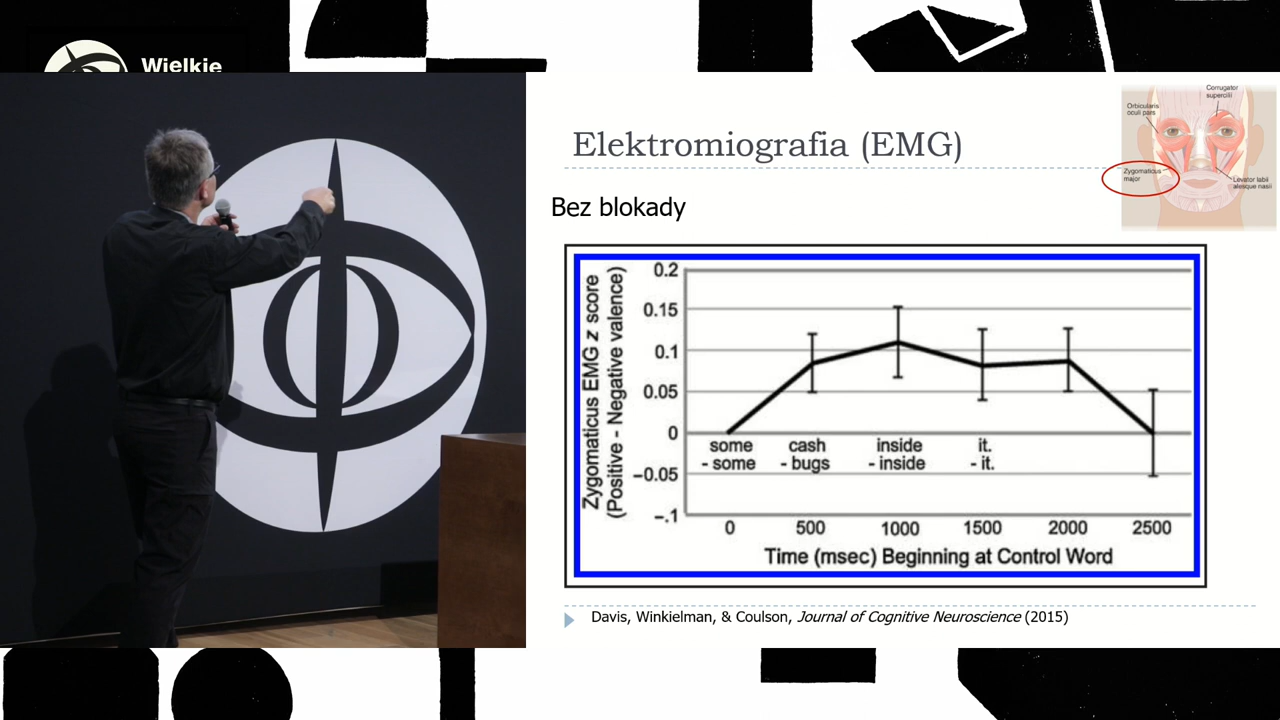 Wielkie
Elektromiografia (EMG)
Corrugator
supercilii
Orbicularis
oculi pars
Zygomaticus
major
Levator labii
alesque nasii
Bez blokady
Zygomaticus EMG z score
(Positive - Negative valence)
0.2
0.15
0.1
0.05
0
−0.05
−.1
some
- some
cash
- bugs
inside
- inside
it.
- it.
0 500 1000 1500 2000 2500
Time (msec) Beginning at Control Word
Davis, Winkielman, & Coulson, Journal of Cognitive Neuroscience (2015)